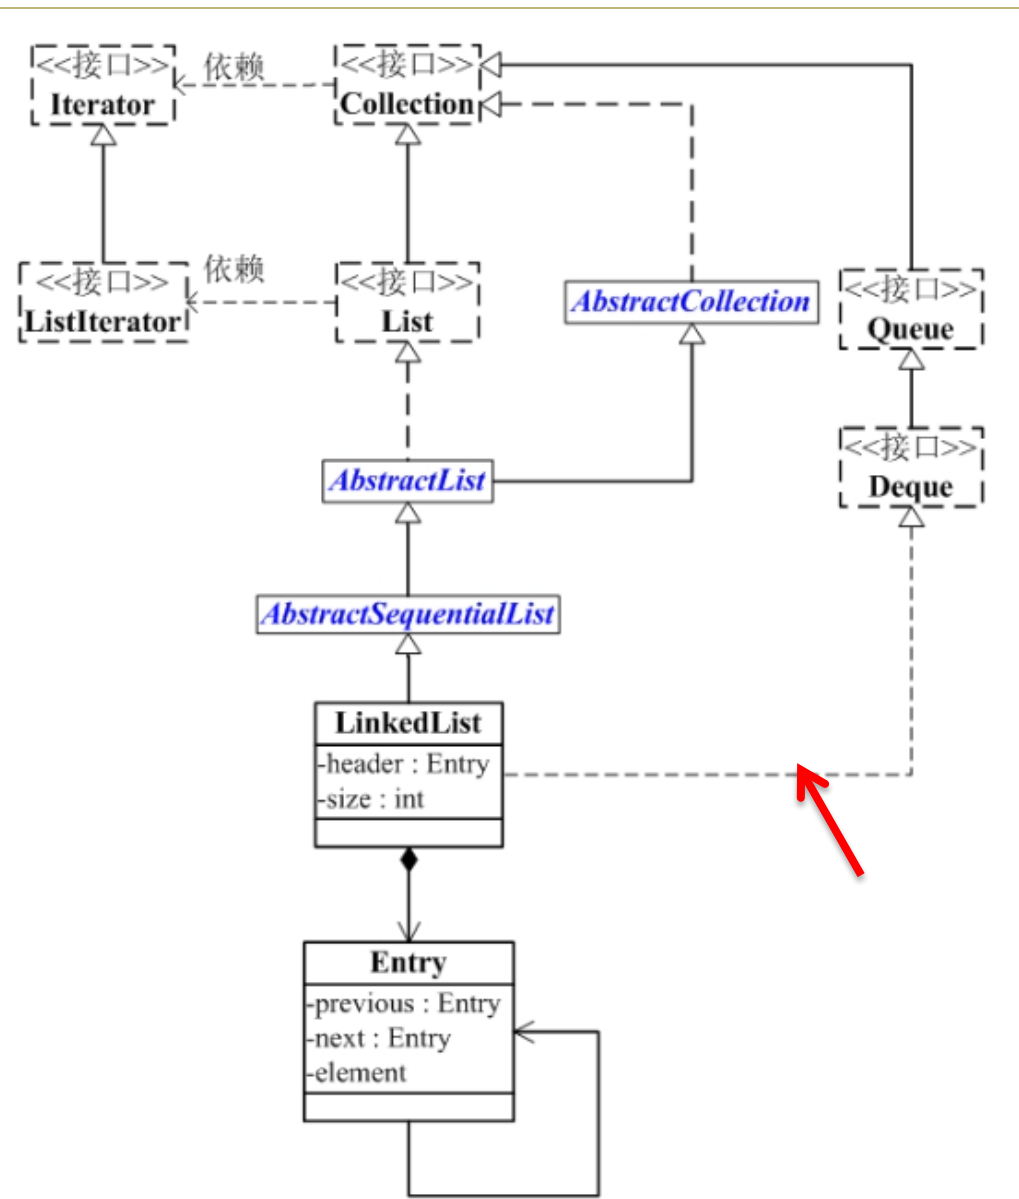 <<接口>>
Iterator
依赖
<<接口>>
Collection
<<接口>>
ListIterator
依赖
<<接口>>
List
AbstractCollection
<<接口>>
Queue
AbstractList
<<接口>>
Deque
AbstractSequentialList
LinkedList
-header : Entry
-size : int
Entry
-previous : Entry
-next : Entry
-element